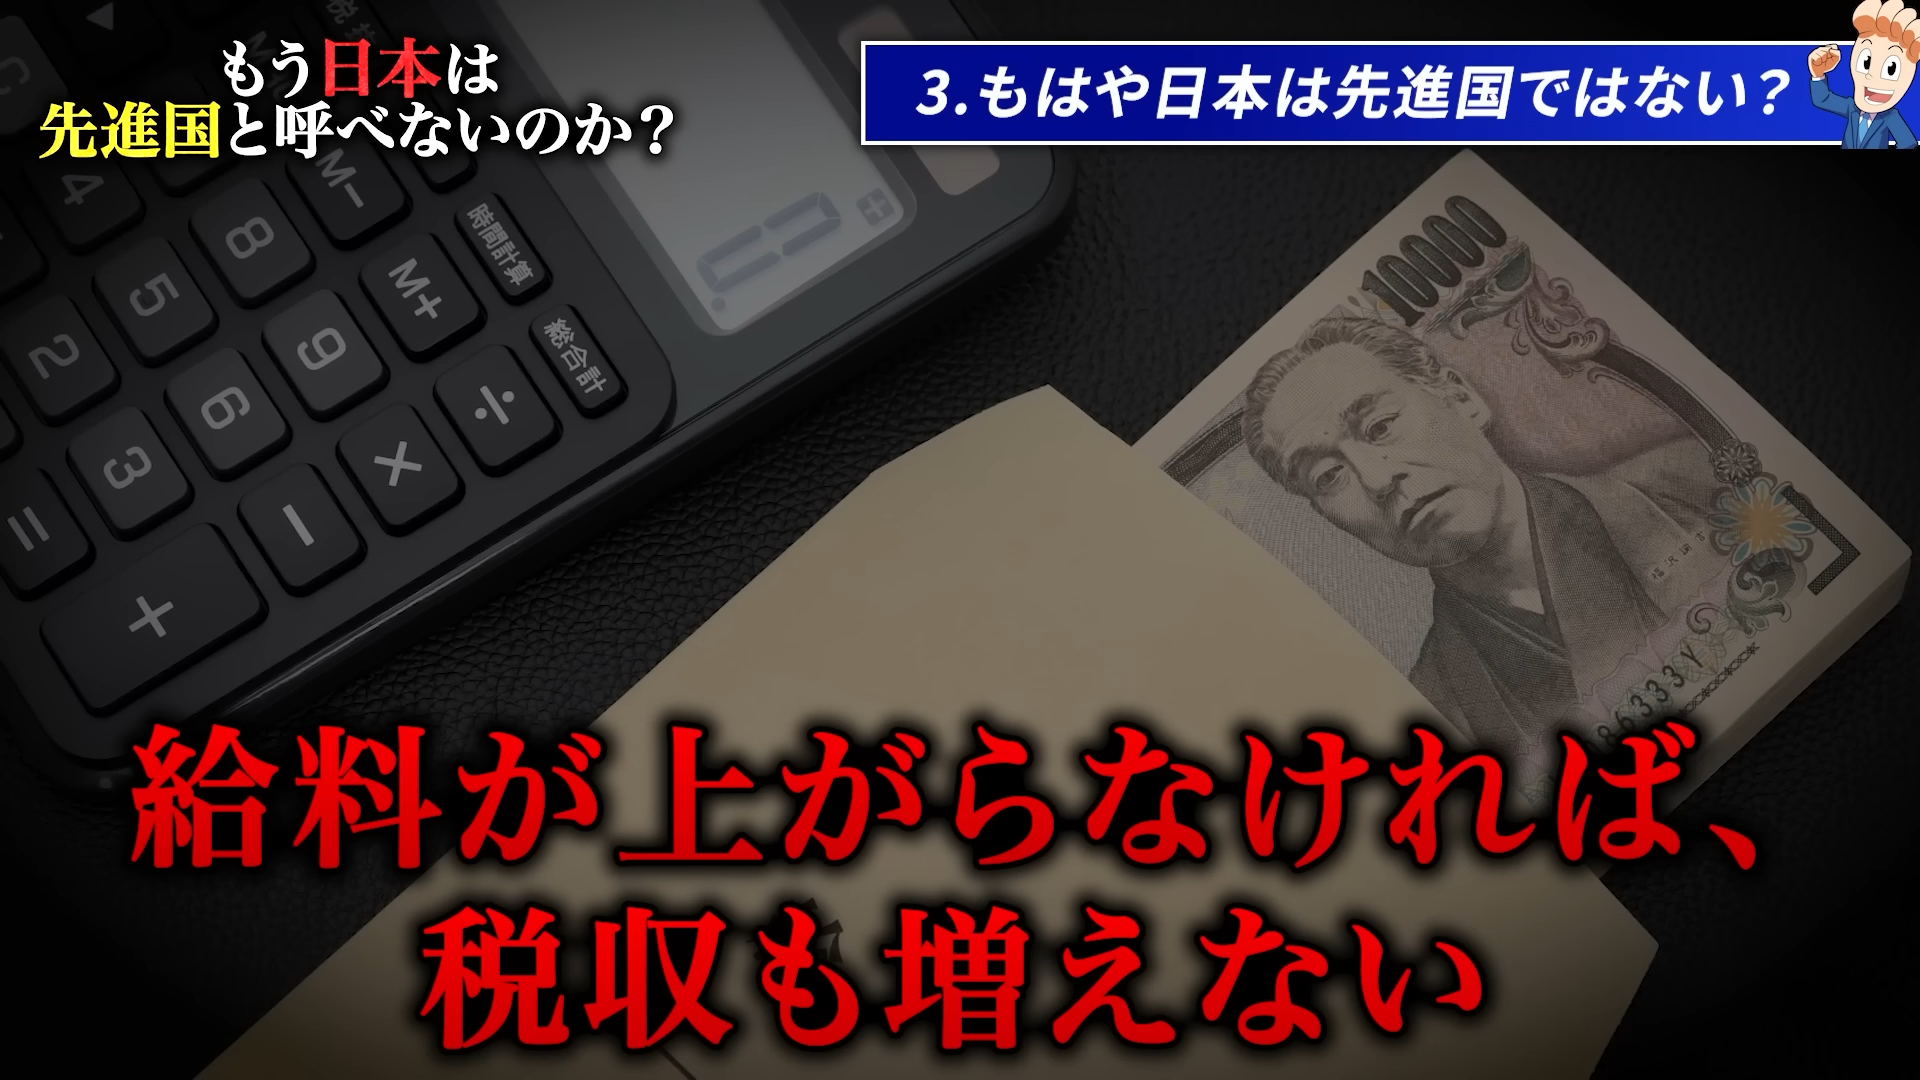 もう日本は
先進国と呼べないのか?
3.もはや日本は先進国ではない?
C
4
8
M-
時間計算
5
M+
2
9
総合計
6
÷
3
×
=
-
+
10000
給料が上がらなければ、
税収も増えない